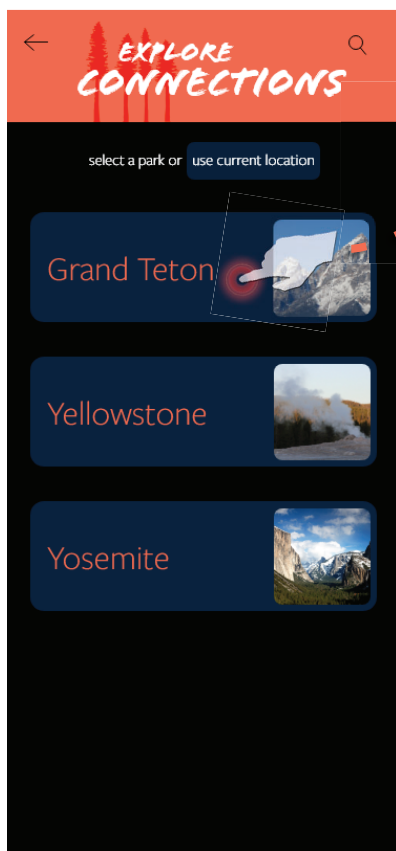 EXPLORE
CONNECTIONS
select a park or use current location
Grand Teton
Yellowstone
Yosemite